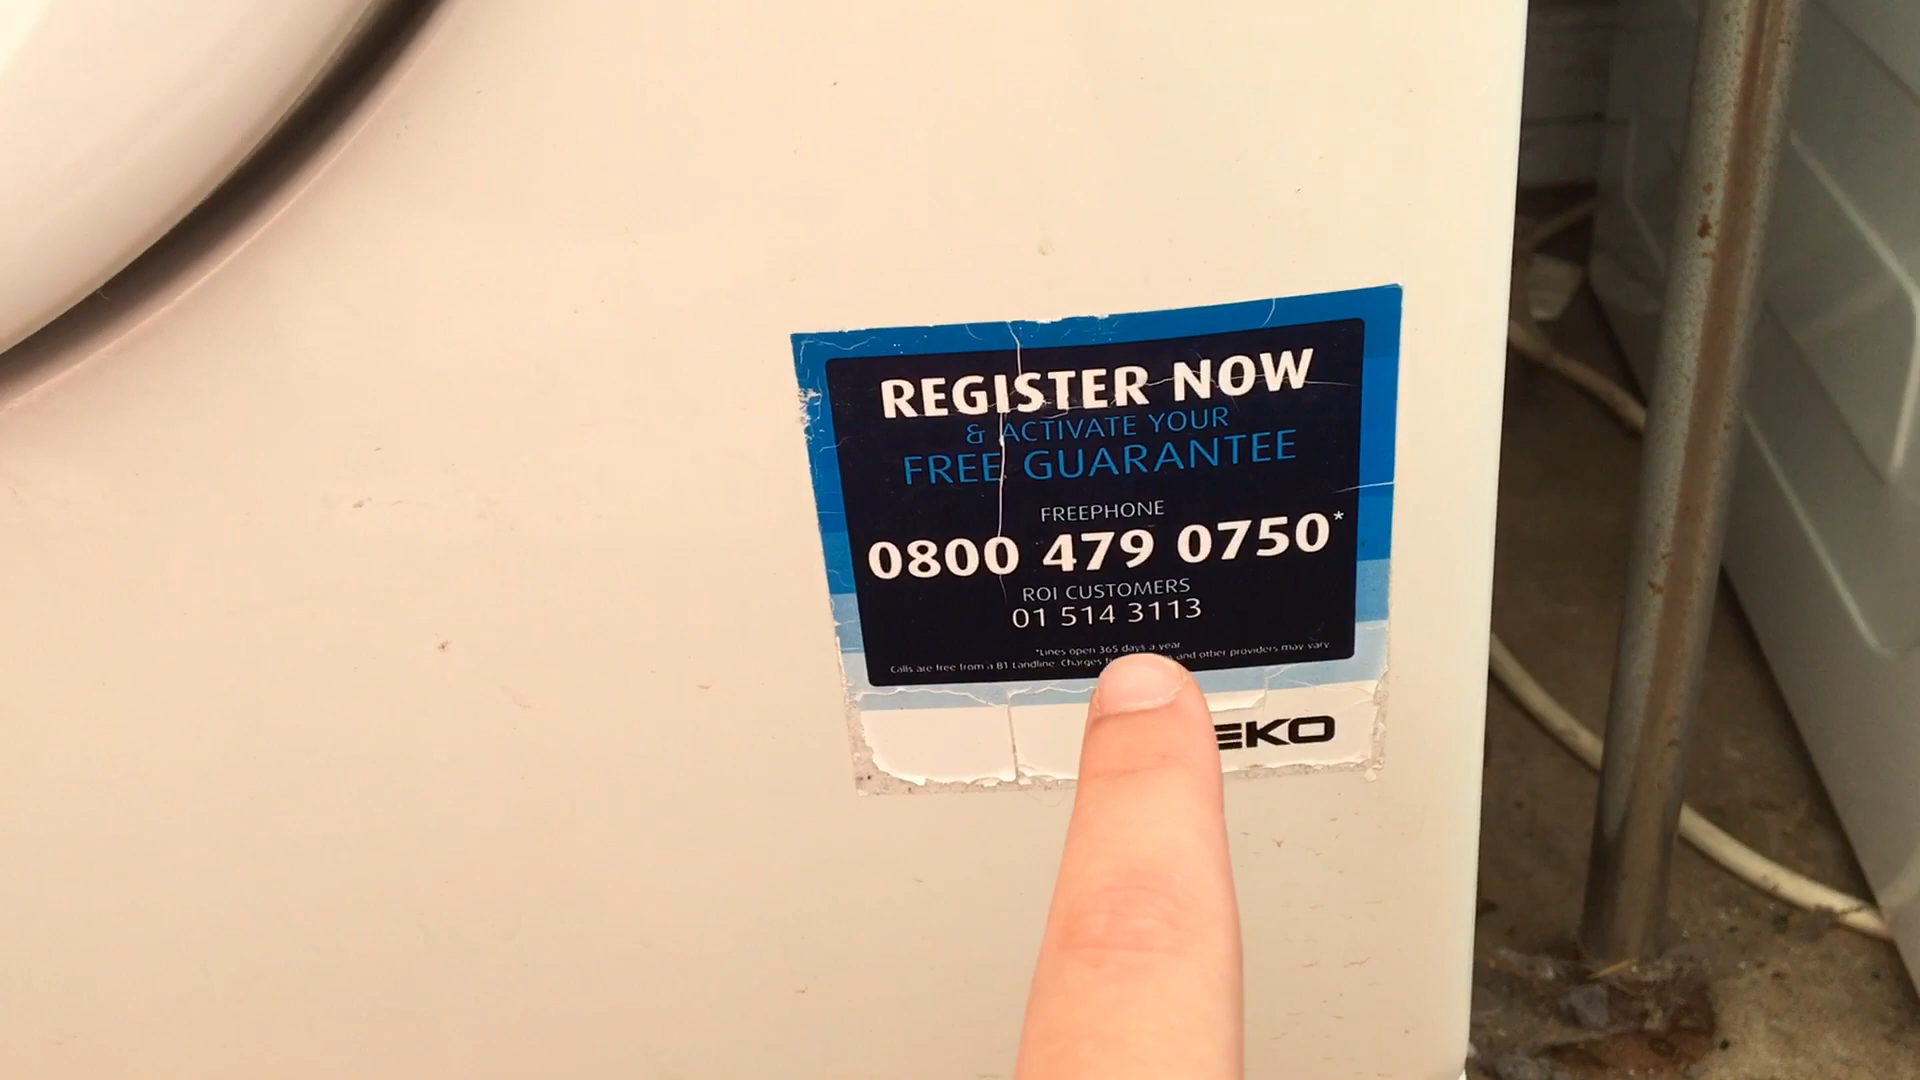 REGISTER NOW
& ACTIVATE YOUR
FREE GUARANTEE
FREEPHONE
0800 479 0750*
ROI CUSTOMERS
01 514 3113
*Lines open 365 days a year.
Calls are free from a BT Landline. Charges and other providers may vary
EKO